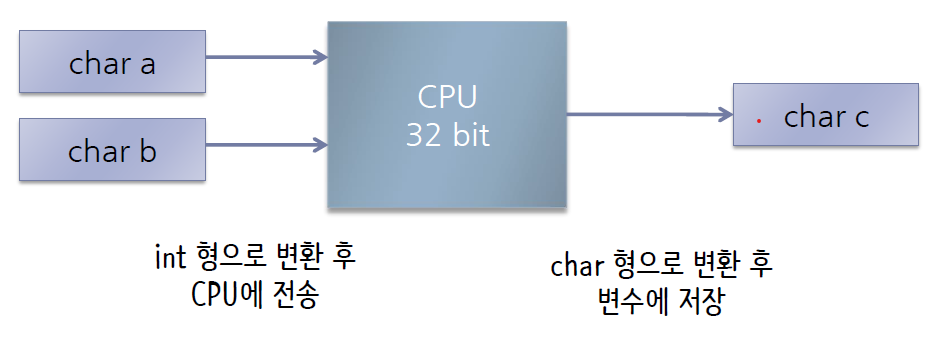 char a
char b
CPU
32 bit
char c
int 형으로 변환 후
CPU에 전송
char 형으로 변환 후
변수에 저장